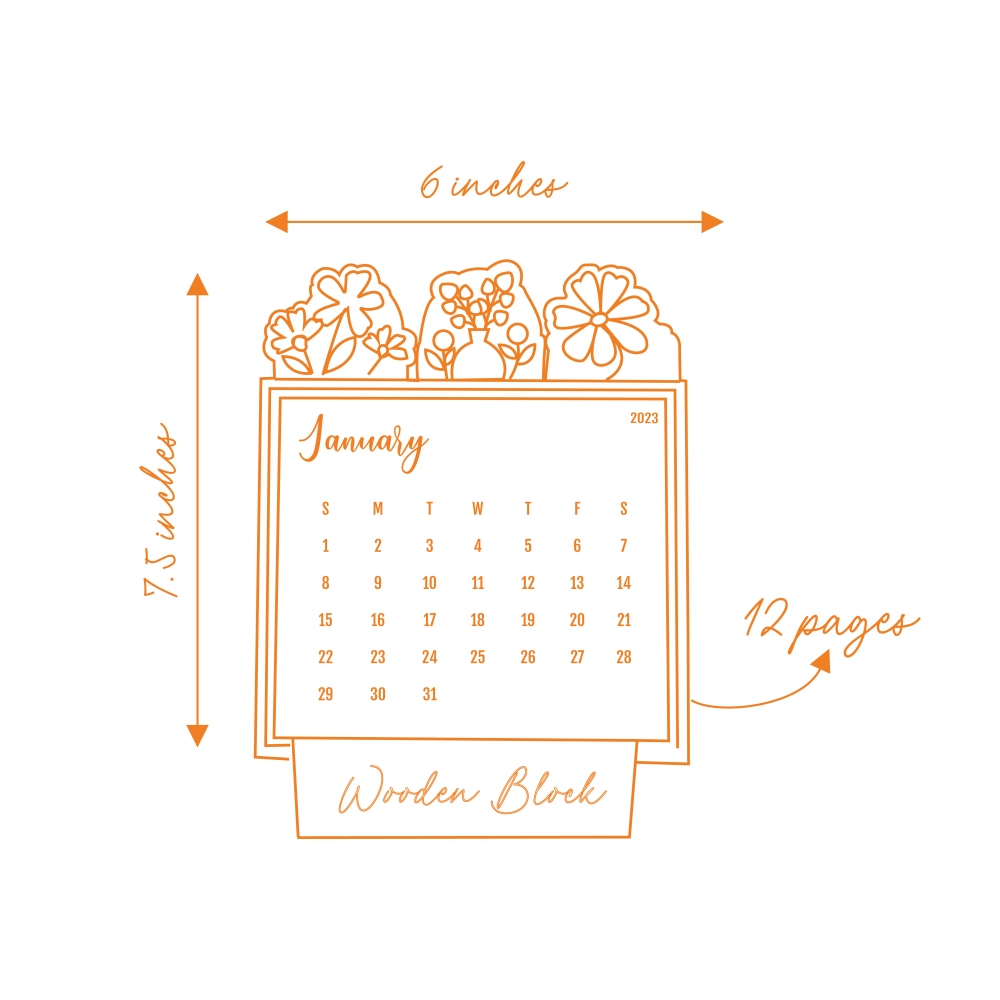 6 inches
7.5 inches
January
2023
S M T W T F S
1 2 3 4 5 6 7
8 9 10 11 12 13 14
15 16 17 18 19 20 21
22 23 24 25 26 27 28
29 30 31
12 pages
Wooden Block